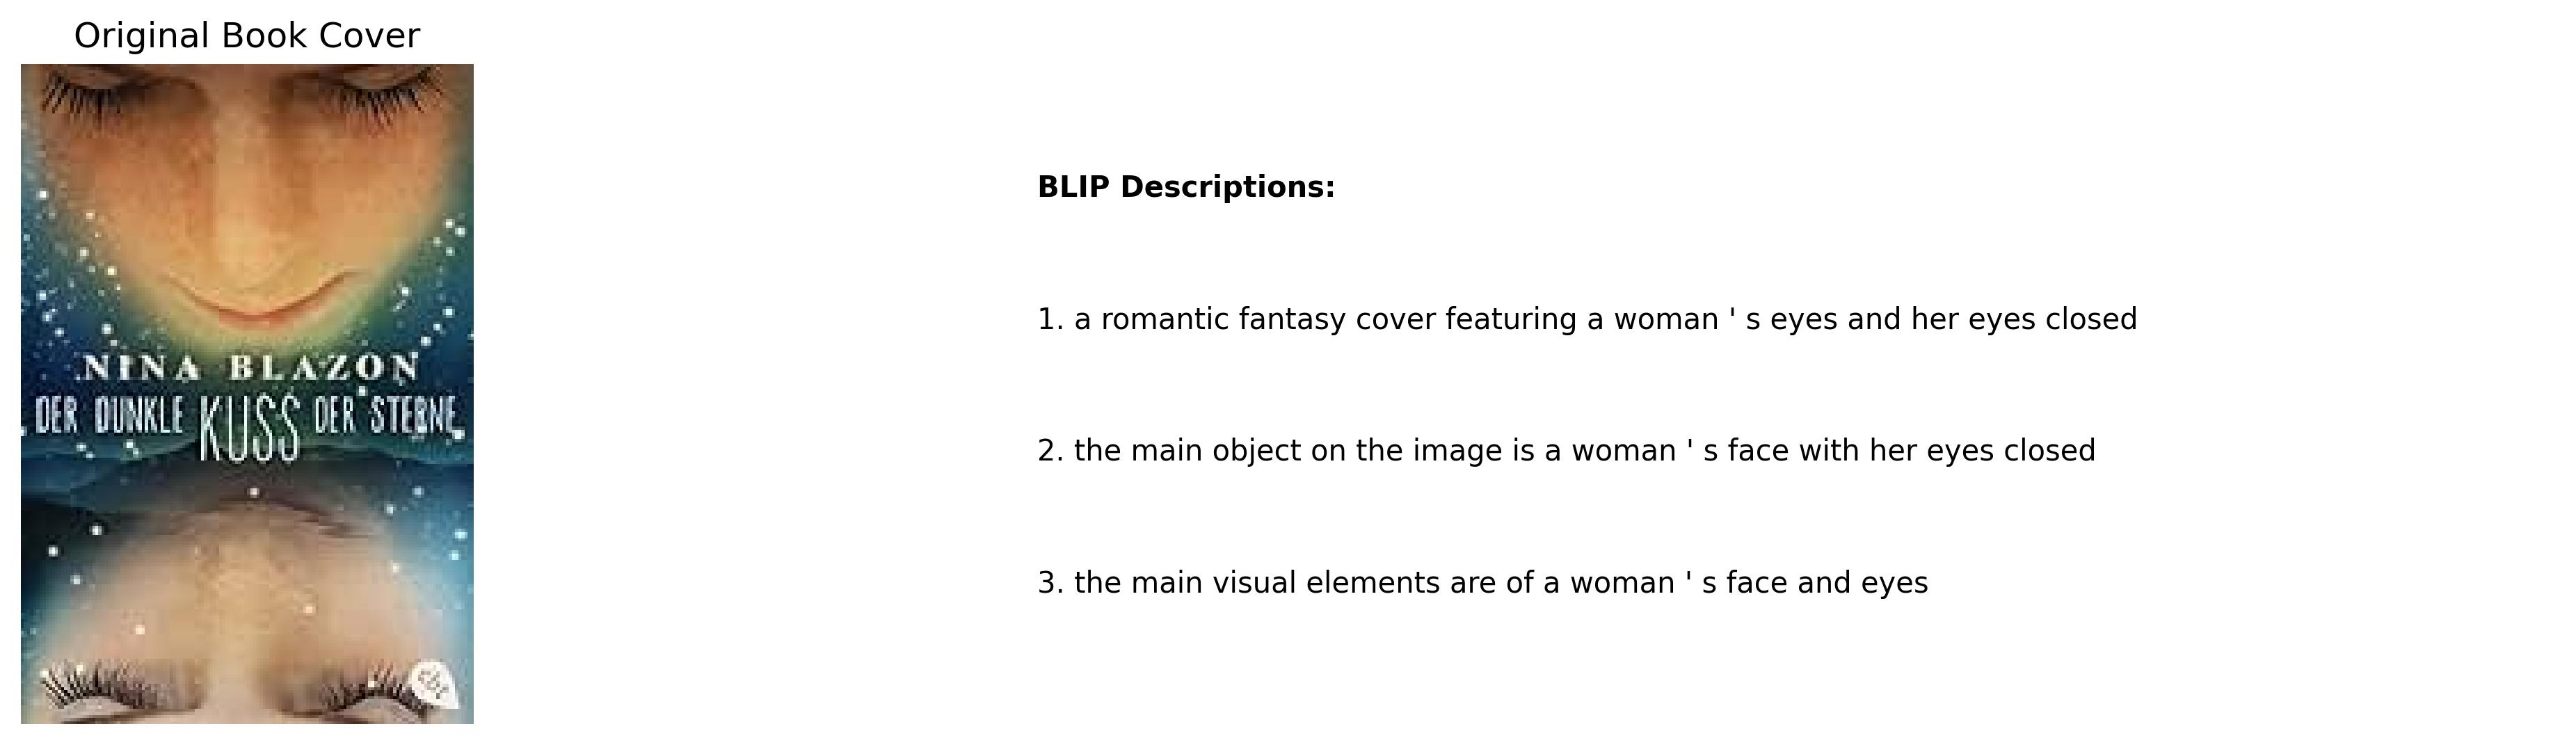 Original Book Cover
NINA BLAZON
DER DUNKLE KUSS DER STERNE
cbt
BLIP Descriptions:
1. a romantic fantasy cover featuring a woman ' s eyes and her eyes closed
2. the main object on the image is a woman ' s face with her eyes closed
3. the main visual elements are of a woman ' s face and eyes